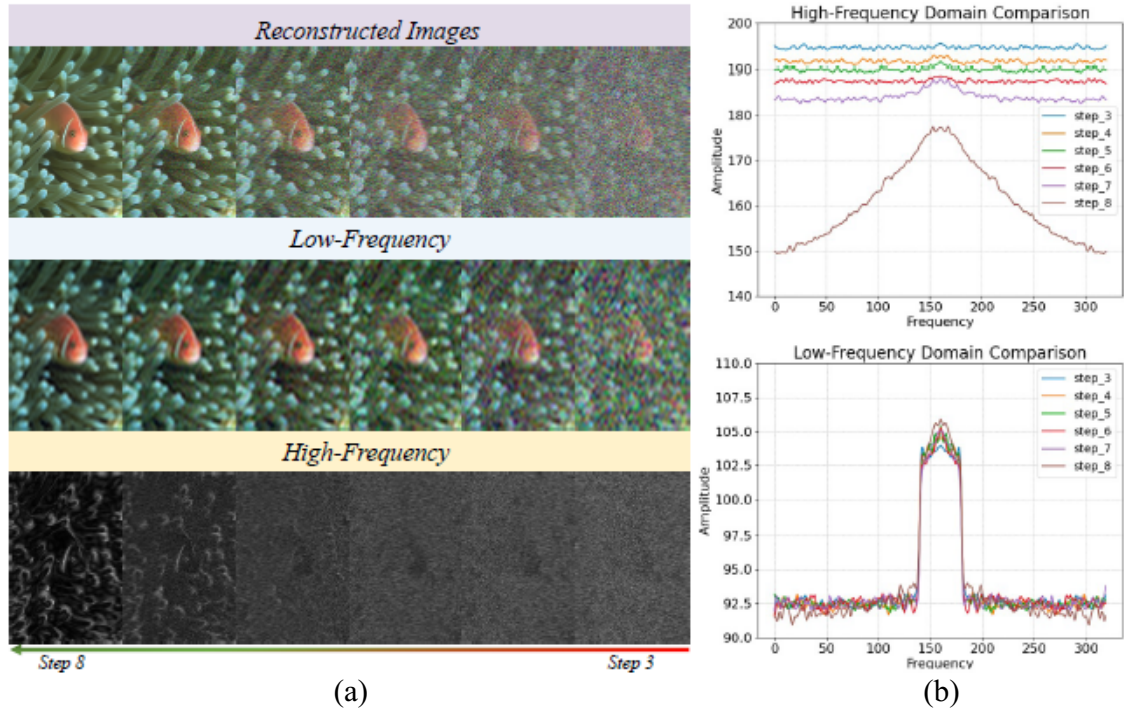 Reconstructed Images
Low-Frequency
High-Frequency
Step 8
Step 3
(a)
High-Frequency Domain Comparison
200
190
180
170
160
150
140
Amplitude
0
50
100
150
200
250
300
Frequency
step_3
step_4
step_5
step_6
step_7
step_8
Low-Frequency Domain Comparison
110.0
107.5
105.0
102.5
100.0
97.5
95.0
92.5
90.0
Amplitude
0
50
100
150
200
250
300
Frequency
step_3
step_4
step_5
step_6
step_7
step_8
(b)